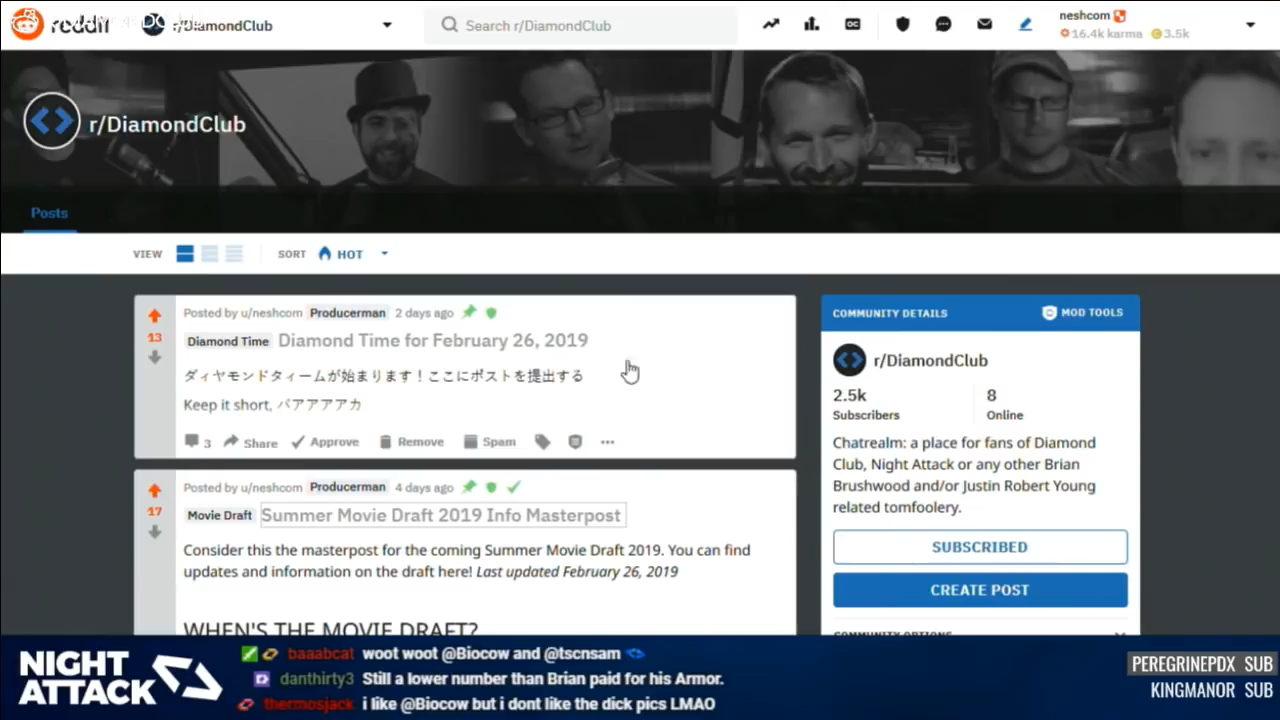 reddit
r/DiamondClub
Search r/DiamondClub
neshcom
16.4k karma
3.5k
r/DiamondClub
Posts
VIEW
SORT
HOT
13
Posted by u/neshcom Producerman 2 days ago
Diamond Time Diamond Time for February 26, 2019
ダィヤモンドタィームが始まります！ここにポストを提出する
Keep it short, バアアアアカ
3 Share Approve Remove Spam
17
Posted by u/neshcom Producerman 4 days ago
Movie Draft Summer Movie Draft 2019 Info Masterpost
Consider this the masterpost for the coming Summer Movie Draft 2019. You can find
updates and information on the draft here! Last updated February 26, 2019
WHEN'S THE MOVIE DRAFT?
COMMUNITY DETAILS
MOD TOOLS
r/DiamondClub
2.5k
Subscribers
8
Online
Chatrealm: a place for fans of Diamond
Club, Night Attack or any other Brian
Brushwood and/or Justin Robert Young
related tomfoolery.
SUBSCRIBED
CREATE POST
COMMUNITY OPTIONS
NIGHT
ATTACK
baaabcat woot woot @Biocow and @tscnsam
danthirty3 Still a lower number than Brian paid for his Armor.
thermosjack i like @Biocow but i dont like the dick pics LMAO
PEREGRINEPDX SUB
KINGMANOR SUB